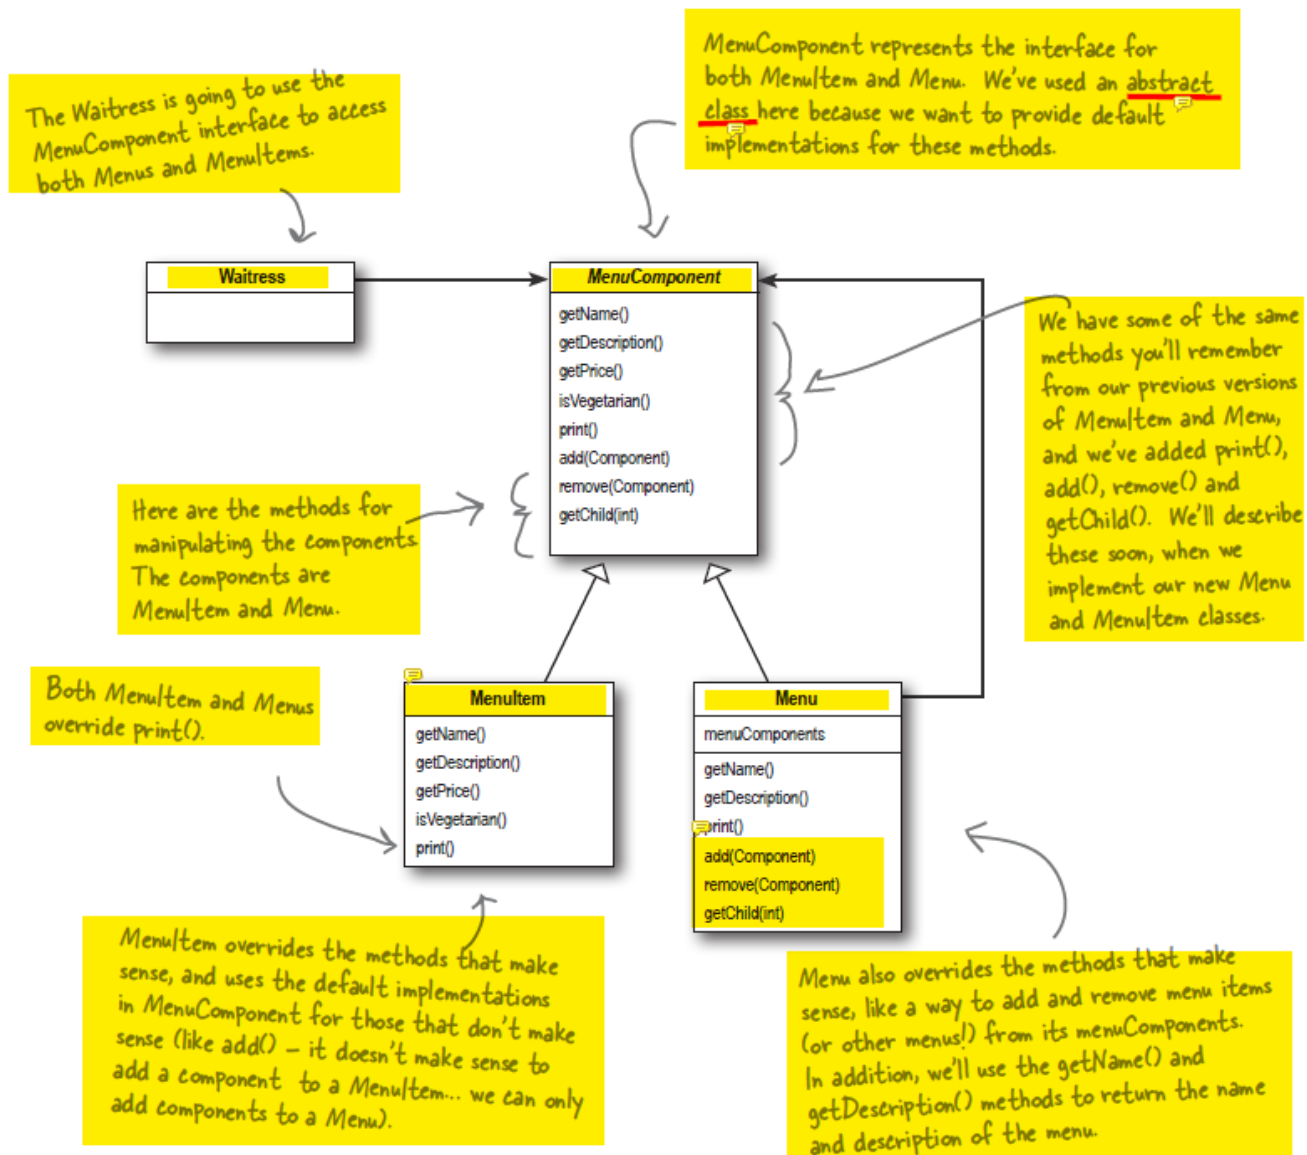 MenuComponent represents the interface for
both MenuItem and Menu. We've used an abstract
class here because we want to provide default
implementations for these methods.
The Waitress is going to use the
MenuComponent interface to access
both Menus and MenuItems.
Waitress
MenuComponent
getName()
getDescription()
getPrice()
isVegetarian()
print()
add(Component)
remove(Component)
getChild(int)
We have some of the same
methods you'll remember
from our previous versions
of MenuItem and Menu,
and we've added print(),
add(), remove() and
getChild(). We'll describe
these soon, when we
implement our new Menu
and MenuItem classes.
Here are the methods for
manipulating the components.
The components are
MenuItem and Menu.
Both MenuItem and Menus
override print().
MenuItem
getName()
getDescription()
getPrice()
isVegetarian()
print()
Menu
menuComponents
getName()
getDescription()
print()
add(Component)
remove(Component)
getChild(int)
MenuItem overrides the methods that make
sense, and uses the default implementations
in MenuComponent for those that don't make
sense (like add() – it doesn't make sense to
add a component to a MenuItem... we can only
add components to a Menu).
Menu also overrides the methods that make
sense, like a way to add and remove menu items
(or other menus!) from its menuComponents.
In addition, we'll use the getName() and
getDescription() methods to return the name
and description of the menu.